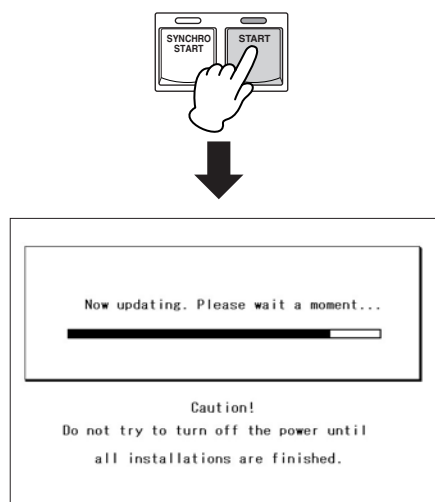 SYNCHRO
START
START
Now updating. Please wait a moment...
Caution!
Do not try to turn off the power until
all installations are finished.